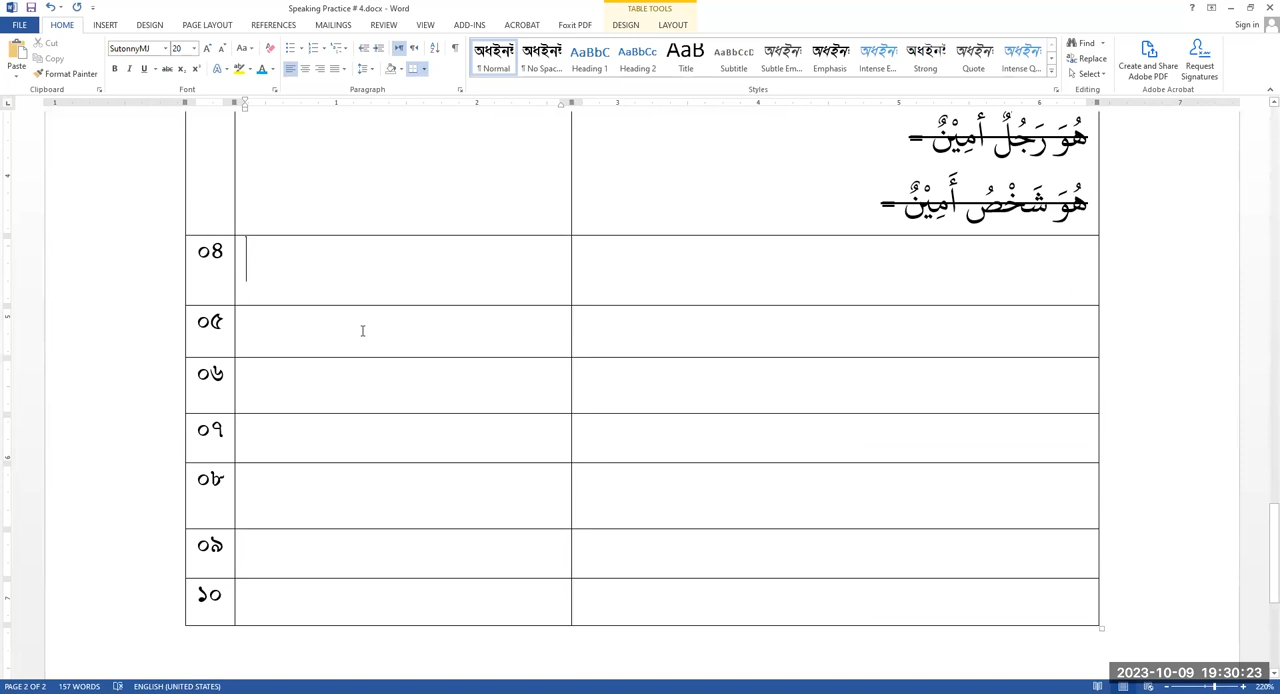 Speaking Practice # 4.docx - Word
TABLE TOOLS
Sign in
FILE HOME INSERT DESIGN PAGE LAYOUT REFERENCES MAILINGS REVIEW VIEW ADD-INS ACROBAT Foxit PDF DESIGN LAYOUT
Paste
Cut
Copy
Format Painter
SutonnyMJ 20
Normal
No Spac...
Heading 1
Heading 2
Title
Subtitle
Subtle Em...
Emphasis
Intense E...
Strong
Quote
Intense Q...
Find
Replace
Select
Create and Share Adobe PDF
Request Signatures
Clipboard Font Paragraph Styles Editing Adobe Acrobat
هُوَ رَجُلٌ أمِيْنٌ =
هُوَ شَخْصُ أَمِيْنٌ =
০৪
০৫
০৬
০৭
০৮
০৯
১০
2023-10-09 19:30:23
PAGE 2 OF 2 157 WORDS ENGLISH (UNITED STATES) 220%